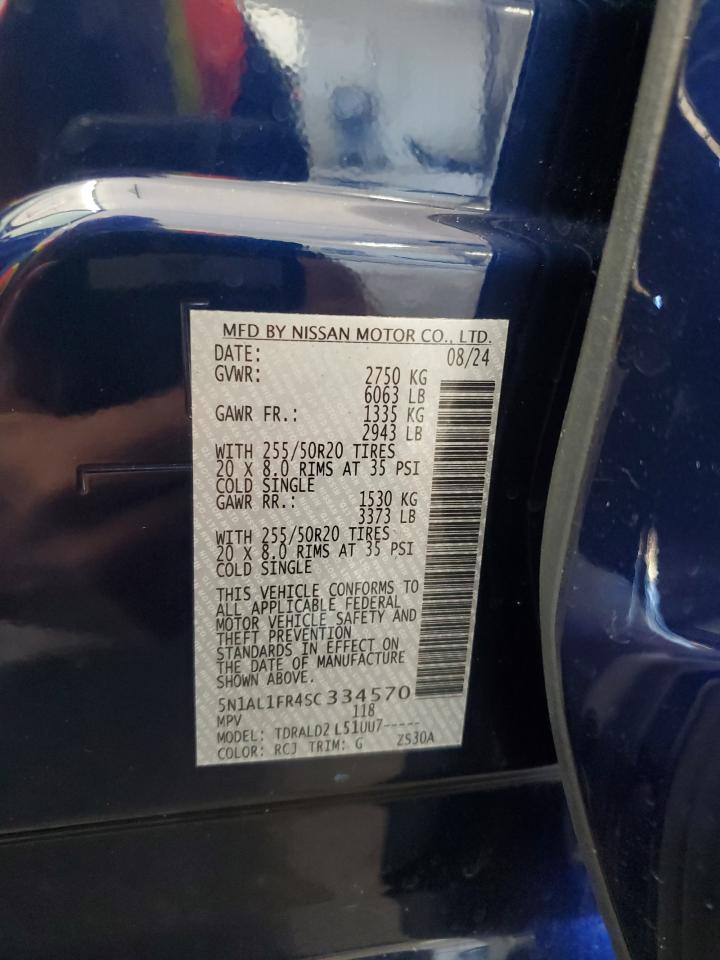 MFD BY NISSAN MOTOR CO., LTD.
DATE: 08/24
GVWR: 2750 KG
6063 LB
GAWR FR.: 1335 KG
2943 LB
WITH 255/50R20 TIRES
20 X 8.0 RIMS AT 35 PSI
COLD SINGLE
GAWR RR.: 1530 KG
3373 LB
WITH 255/50R20 TIRES
20 X 8.0 RIMS AT 35 PSI
COLD SINGLE
THIS VEHICLE CONFORMS TO
ALL APPLICABLE FEDERAL
MOTOR VEHICLE SAFETY AND
THEFT PREVENTION
STANDARDS IN EFFECT ON
THE DATE OF MANUFACTURE
SHOWN ABOVE.
5N1AL1FR4SC334570
MPV 118
MODEL: TDRALD2 L51UU7-----
COLOR: RCJ TRIM: G ZS30A